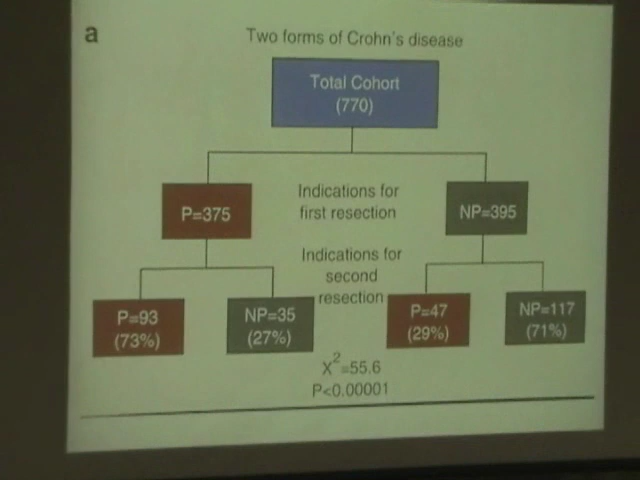 a
Two forms of Crohn's disease
Total Cohort
(770)
P=375
Indications for
first resection
NP=395
Indications for
second
resection
P=93
(73%)
NP=35
(27%)
P=47
(29%)
NP=117
(71%)
X²=55.6
P<0.00001